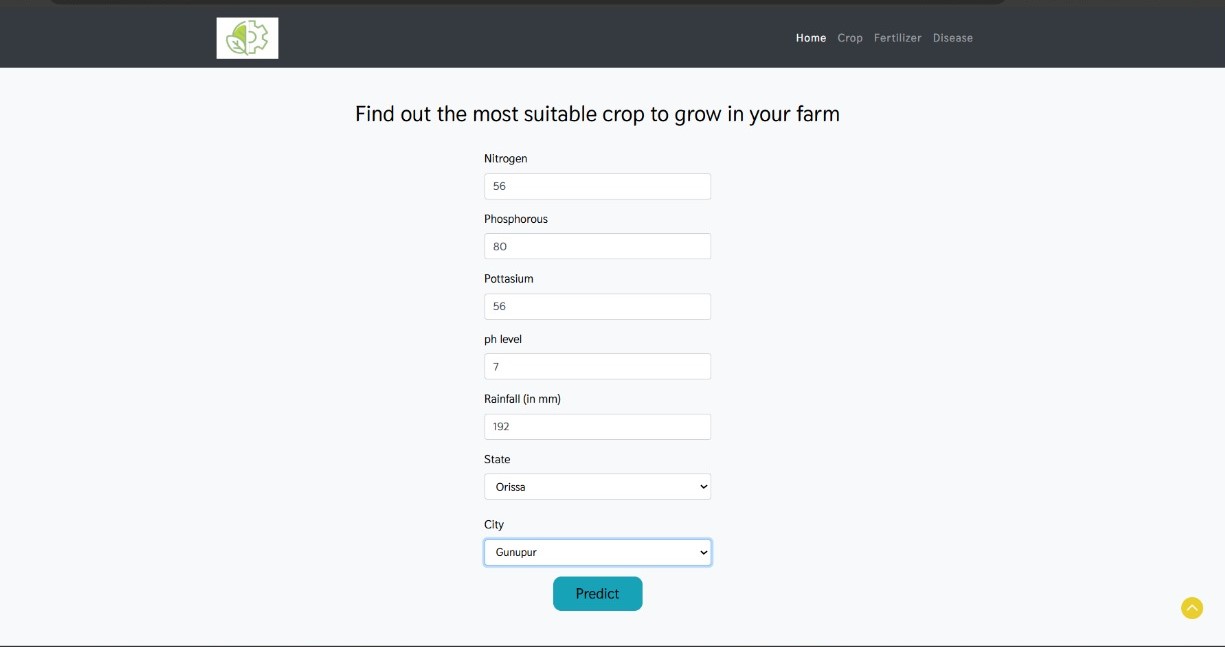 Home Crop Fertilizer Disease
Find out the most suitable crop to grow in your farm
Nitrogen
56
Phosphorous
80
Pottasium
56
ph level
7
Rainfall (in mm)
192
State
Orissa
City
Gunupur
Predict